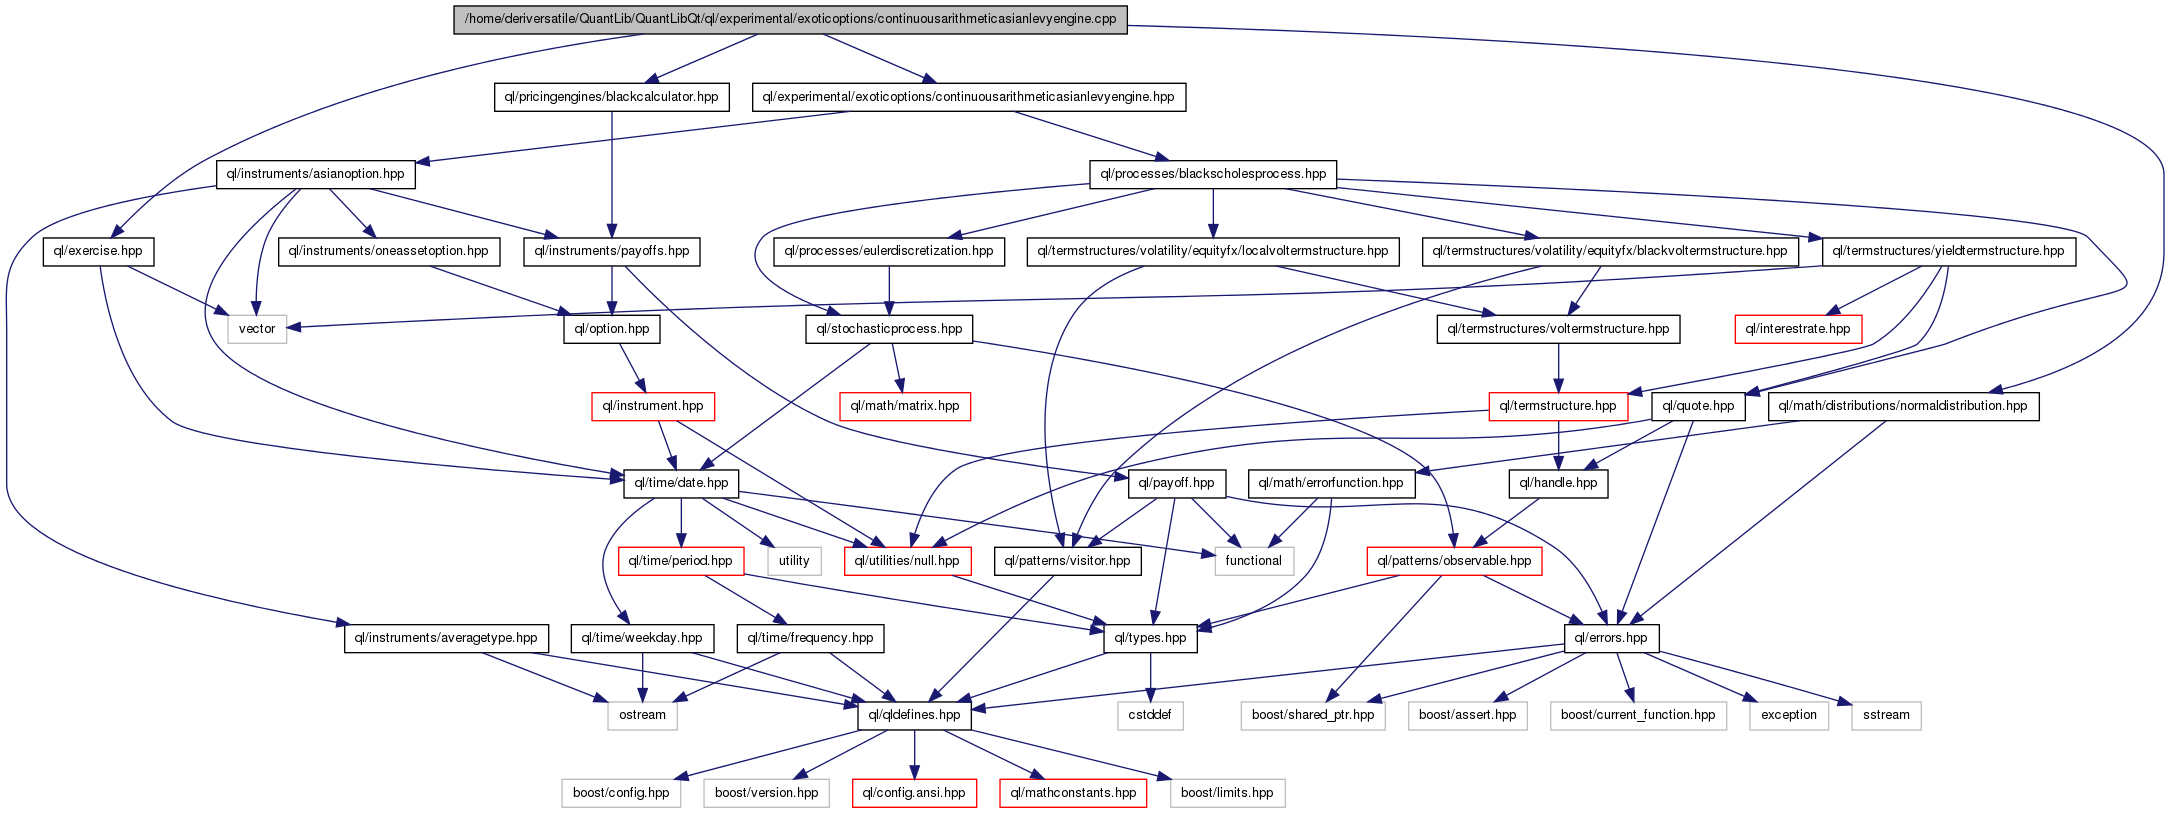 /home/deriversatile/QuantLib/QuantLibQt/ql/experimental/exoticoptions/continuousarithmeticasianlevyengine.cpp
ql/pricingengines/blackcalculator.hpp
ql/experimental/exoticoptions/continuousarithmeticasianlevyengine.hpp
ql/instruments/asianoption.hpp
ql/processes/blackscholesprocess.hpp
ql/exercise.hpp
ql/instruments/oneassetoption.hpp
ql/instruments/payoffs.hpp
ql/processes/eulerdiscretization.hpp
ql/termstructures/volatility/equityfx/localvoltermstructure.hpp
ql/termstructures/volatility/equityfx/blackvoltermstructure.hpp
ql/termstructures/yieldtermstructure.hpp
vector
ql/option.hpp
ql/stochasticprocess.hpp
ql/termstructures/voltermstructure.hpp
ql/interestrate.hpp
ql/instrument.hpp
ql/math/matrix.hpp
ql/termstructure.hpp
ql/quote.hpp
ql/math/distributions/normaldistribution.hpp
ql/time/date.hpp
ql/payoff.hpp
ql/math/errorfunction.hpp
ql/handle.hpp
ql/time/period.hpp
utility
ql/utilities/null.hpp
ql/patterns/visitor.hpp
functional
ql/patterns/observable.hpp
ql/instruments/averagetype.hpp
ql/time/weekday.hpp
ql/time/frequency.hpp
ql/types.hpp
ql/errors.hpp
ostream
ql/qldefines.hpp
cstddef
boost/shared_ptr.hpp
boost/assert.hpp
boost/current_function.hpp
exception
sstream
boost/config.hpp
boost/version.hpp
ql/config.ansi.hpp
ql/mathconstants.hpp
boost/limits.hpp